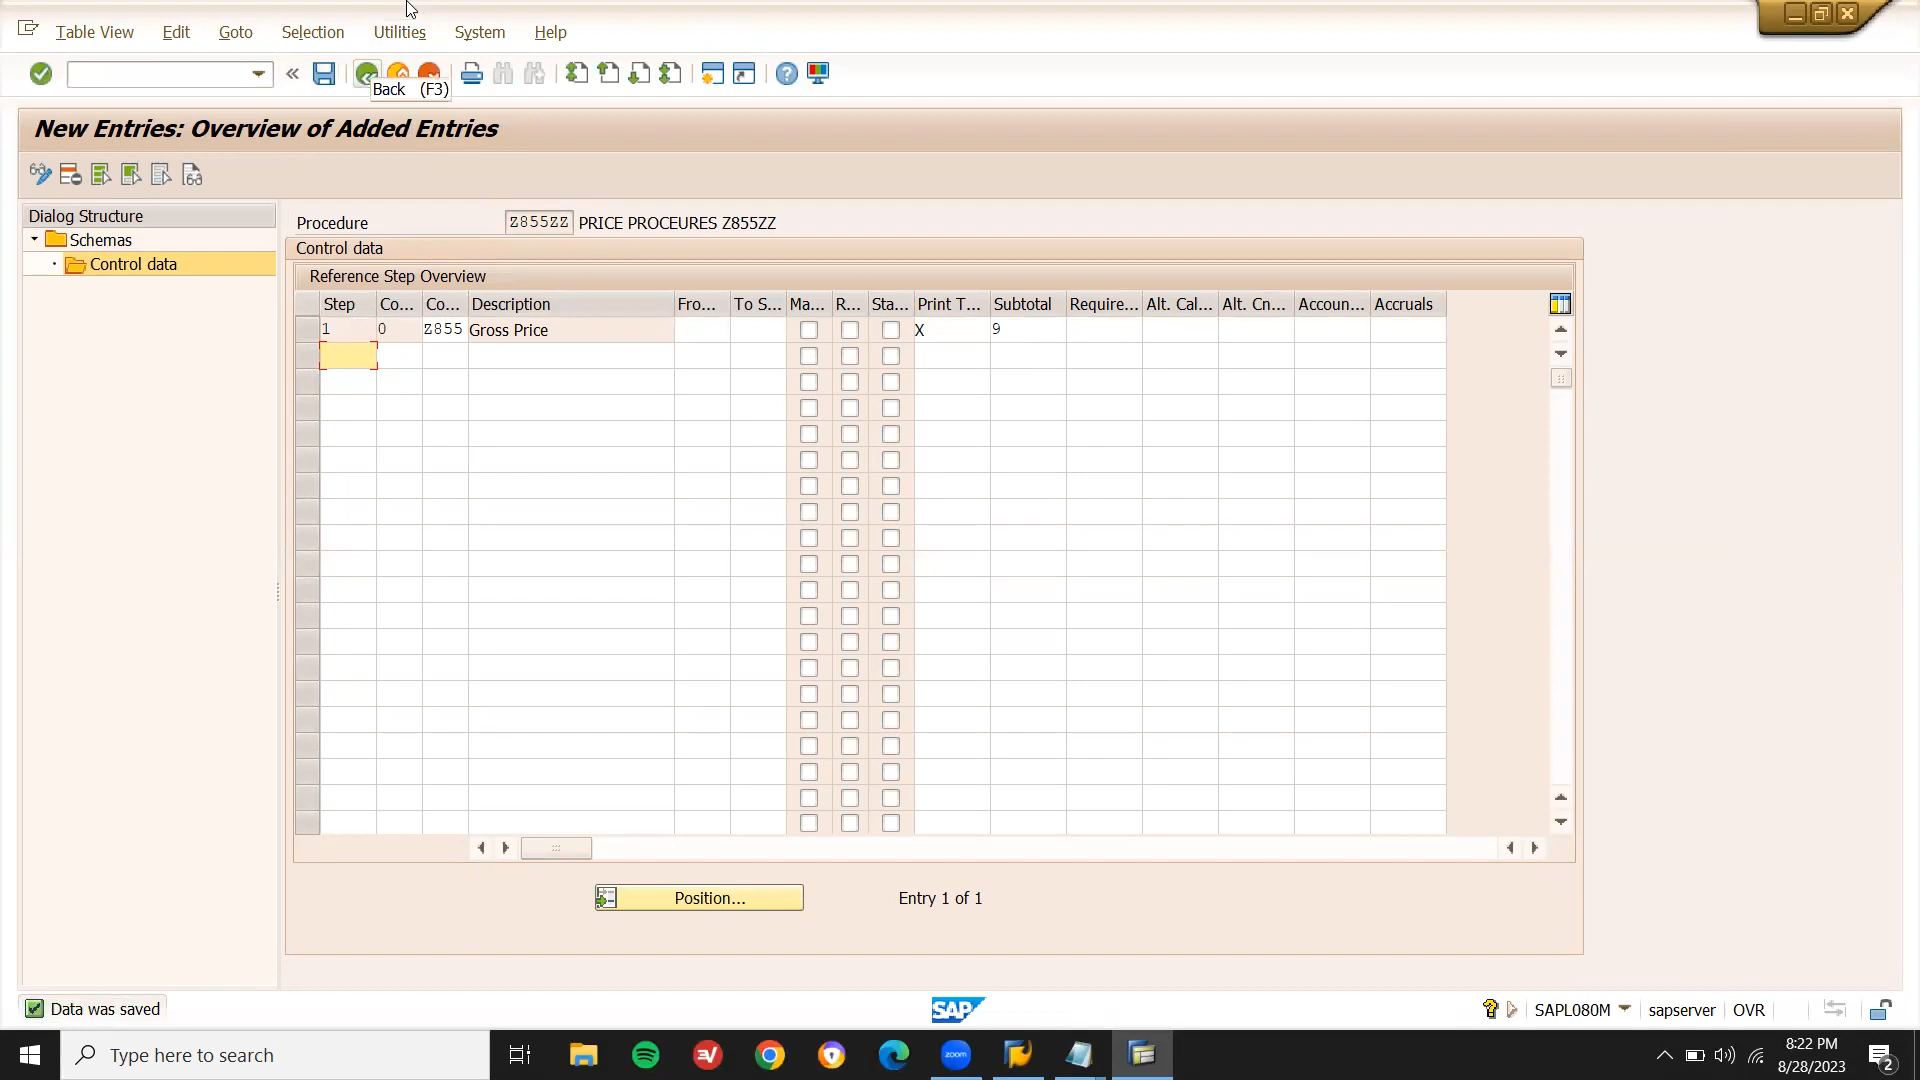 Table View Edit Goto Selection Utilities System Help
Back (F3)
New Entries: Overview of Added Entries
Dialog Structure
Schemas
Control data
Procedure Z855ZZ PRICE PROCEURES Z855ZZ
Control data
Reference Step Overview
Step Co... Co... Description Fro... To S... Ma... R... Sta... Print T... Subtotal Require... Alt. Cal... Alt. Cn... Accoun... Accruals
1 0 Z855 Gross Price X 9
Position... Entry 1 of 1
Data was saved
SAP
SAPL080M sapserver OVR
Type here to search
EV
zoom
8:22 PM
8/28/2023
2